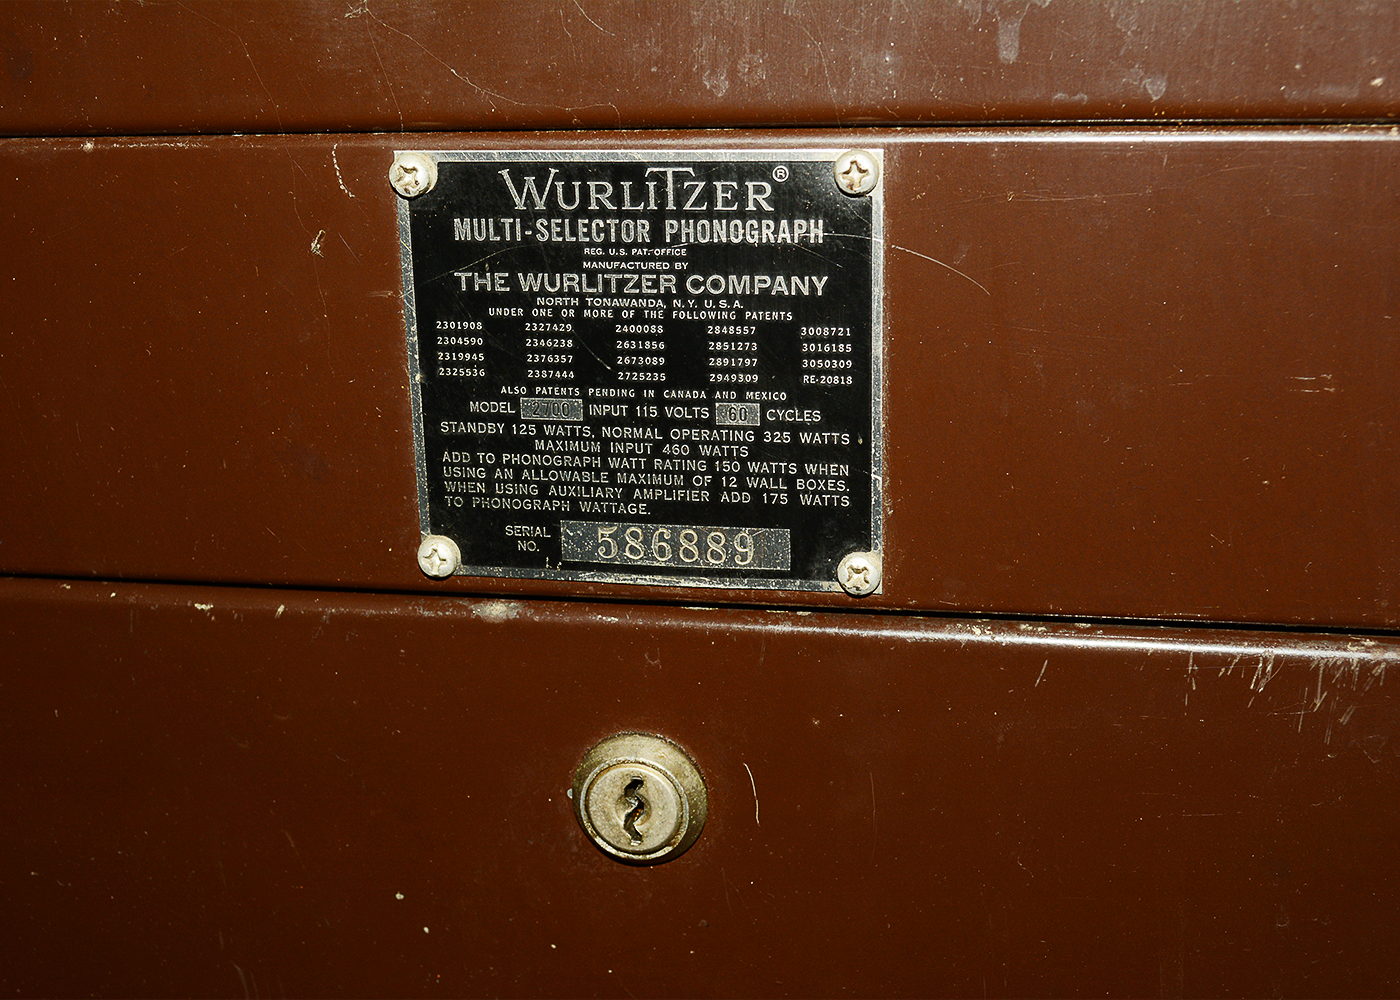 WURLITZER ®
MULTI-SELECTOR PHONOGRAPH
REG. U.S. PAT. OFFICE
MANUFACTURED BY
THE WURLITZER COMPANY
NORTH TONAWANDA, N.Y. U.S.A.
UNDER ONE OR MORE OF THE FOLLOWING PATENTS
2301908 2327429 2400088 2848557 3008721
2304590 2346238 2631856 2851273 3016185
2319945 2376357 2673089 2891797 3050309
2325536 2387444 2725235 2949309 RE-20818
ALSO PATENTS PENDING IN CANADA AND MEXICO
MODEL 2700 INPUT 115 VOLTS 60 CYCLES
STANDBY 125 WATTS, NORMAL OPERATING 325 WATTS
MAXIMUM INPUT 460 WATTS
ADD TO PHONOGRAPH WATT RATING 150 WATTS WHEN
USING AN ALLOWABLE MAXIMUM OF 12 WALL BOXES.
WHEN USING AUXILIARY AMPLIFIER ADD 175 WATTS
TO PHONOGRAPH WATTAGE.
SERIAL NO. 586889